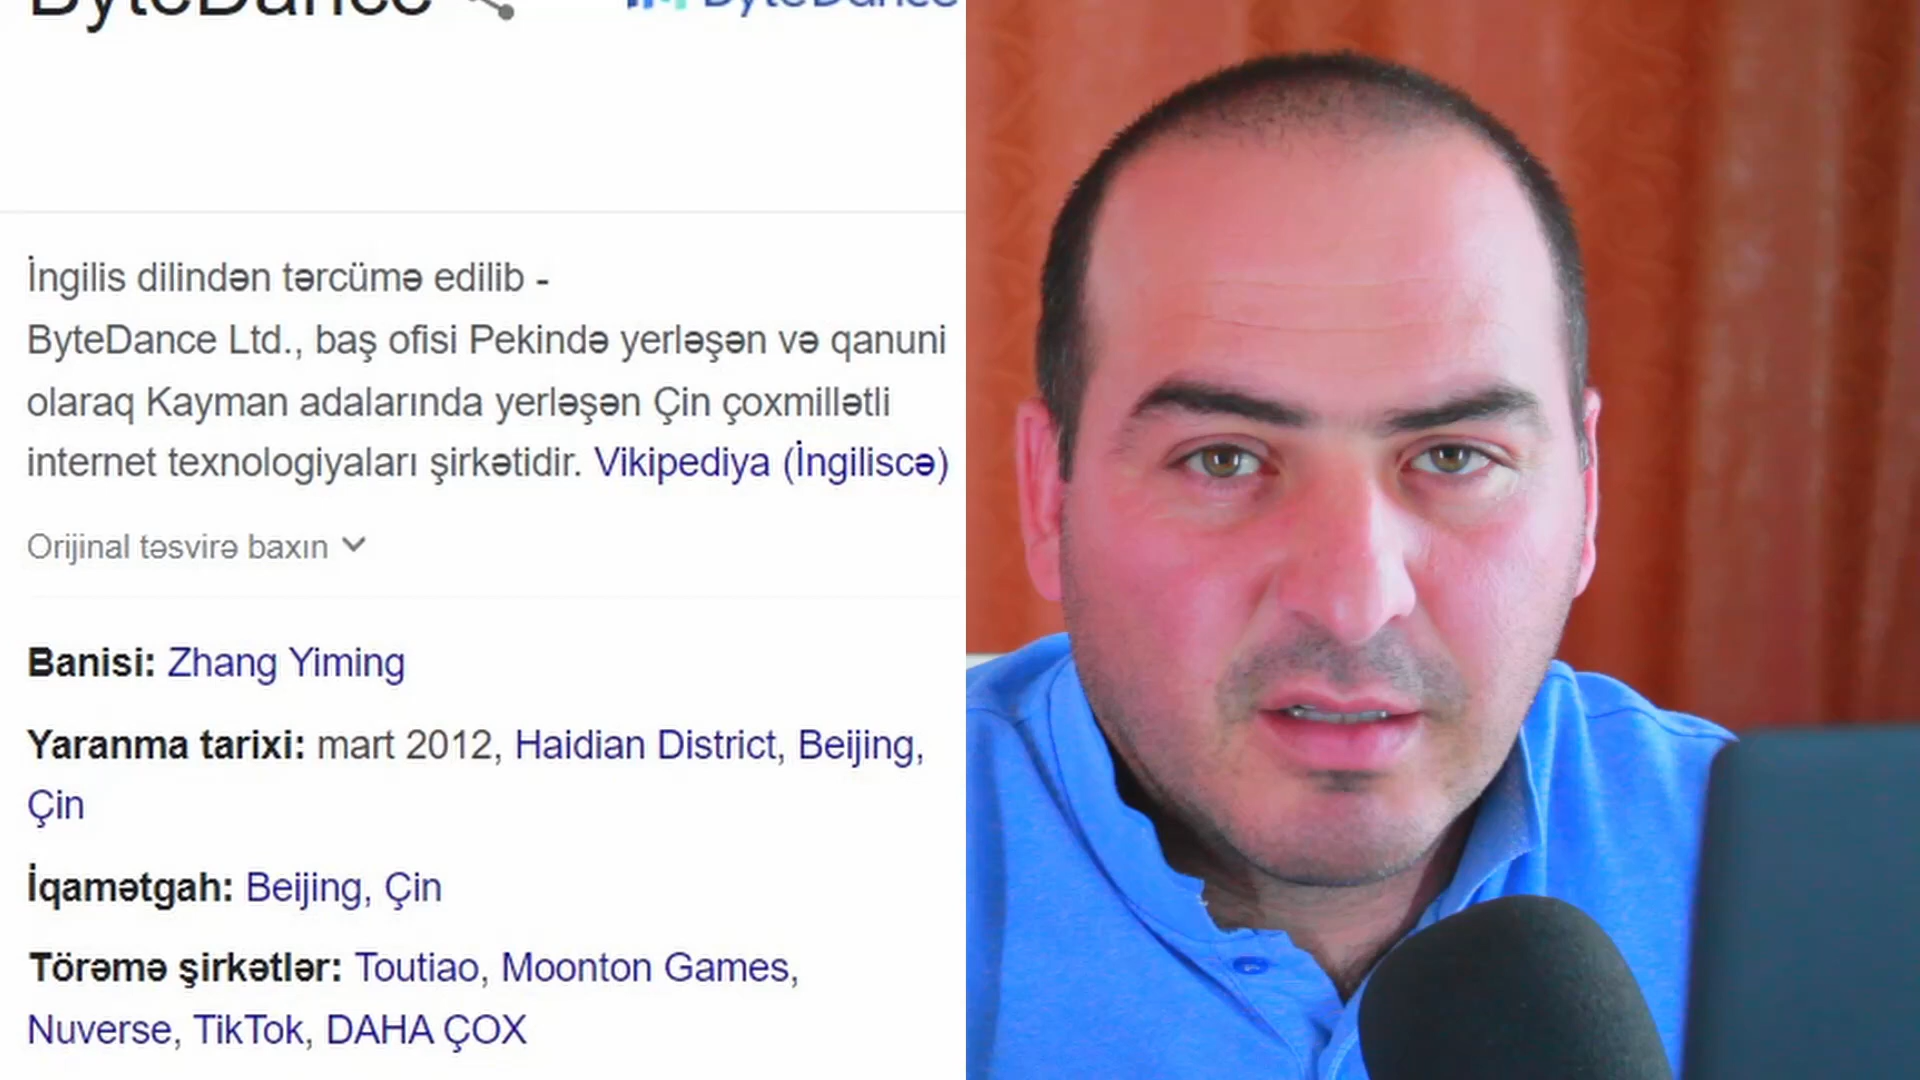 ByteDance
ByteDance
İngilis dilindən tərcümə edilib -
ByteDance Ltd., baş ofisi Pekində yerləşən və qanuni
olaraq Kayman adalarında yerləşən Çin çoxmillətli
internet texnologiyaları şirkətidir. Vikipediya (İngiliscə)
Orijinal təsvirə baxın
Banisi: Zhang Yiming
Yaranma tarixi: mart 2012, Haidian District, Beijing,
Çin
İqamətgah: Beijing, Çin
Törəmə şirkətlər: Toutiao, Moonton Games,
Nuverse, TikTok, DAHA ÇOX